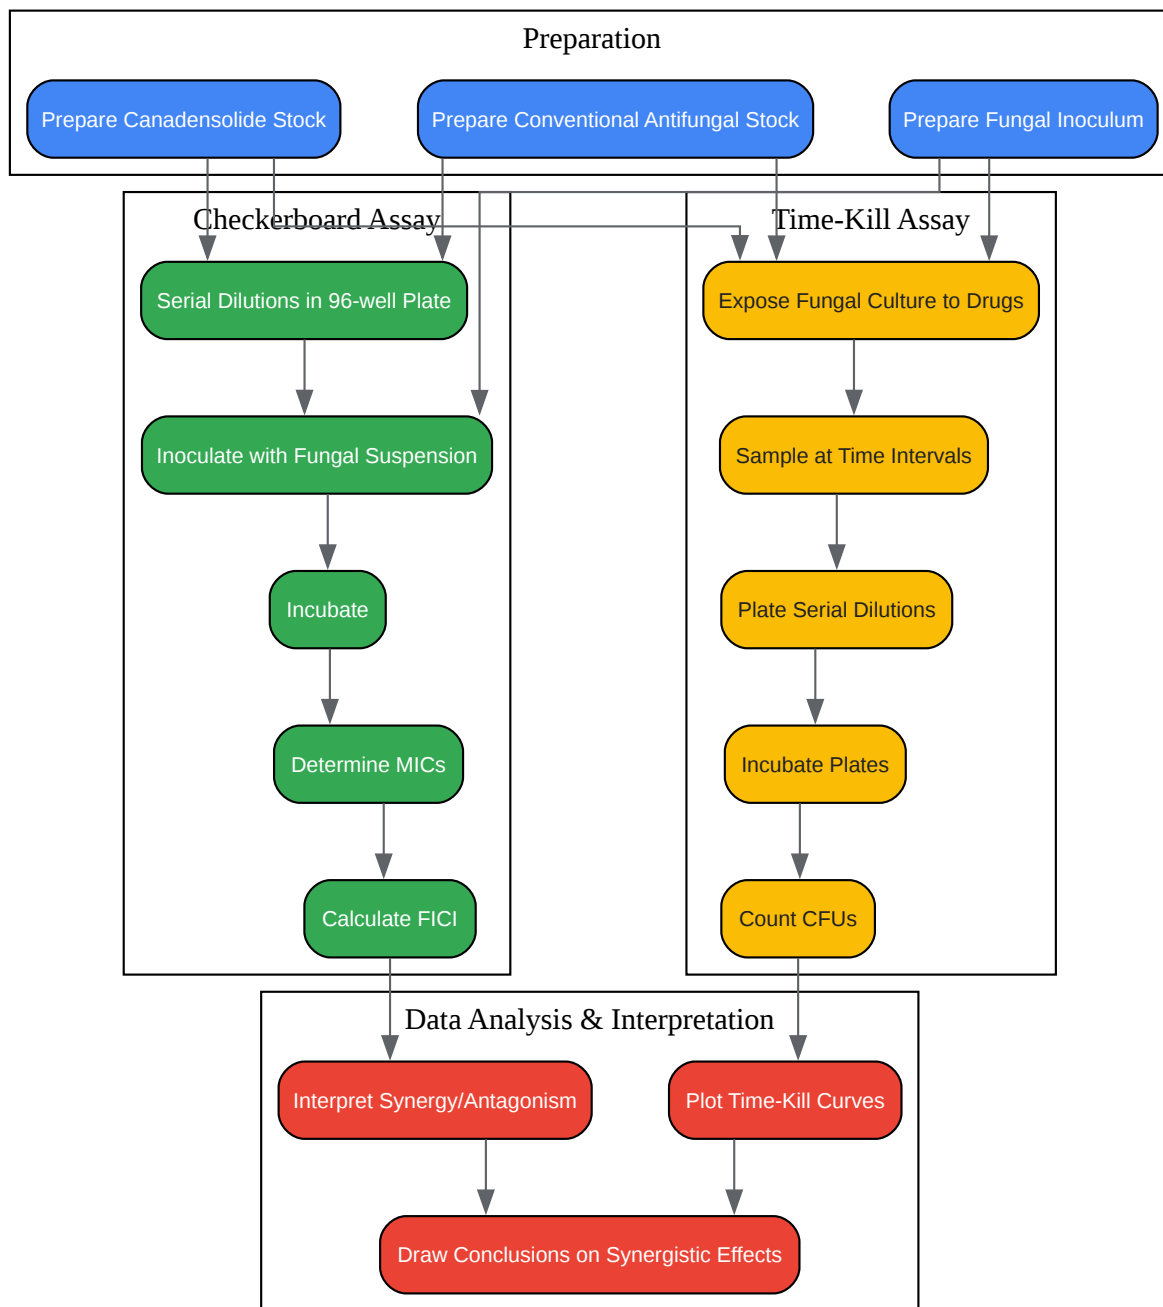 Preparation
Prepare Canadensolide Stock
Prepare Conventional Antifungal Stock
Prepare Fungal Inoculum
Checkerboard Assay
Serial Dilutions in 96-well Plate
Inoculate with Fungal Suspension
Incubate
Determine MICs
Calculate FICI
Time-Kill Assay
Expose Fungal Culture to Drugs
Sample at Time Intervals
Plate Serial Dilutions
Incubate Plates
Count CFUs
Data Analysis & Interpretation
Interpret Synergy/Antagonism
Plot Time-Kill Curves
Draw Conclusions on Synergistic Effects